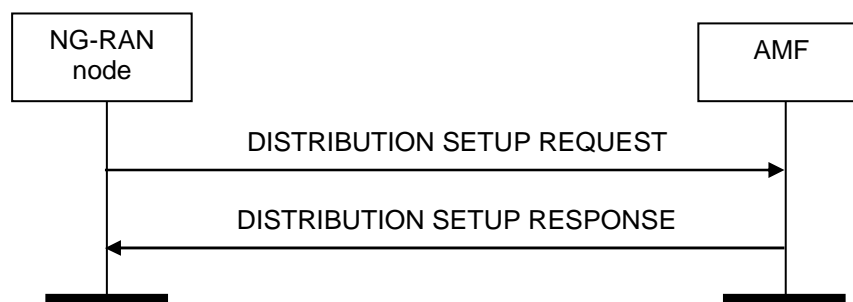 NG-RAN
node
AMF
DISTRIBUTION SETUP REQUEST
DISTRIBUTION SETUP RESPONSE